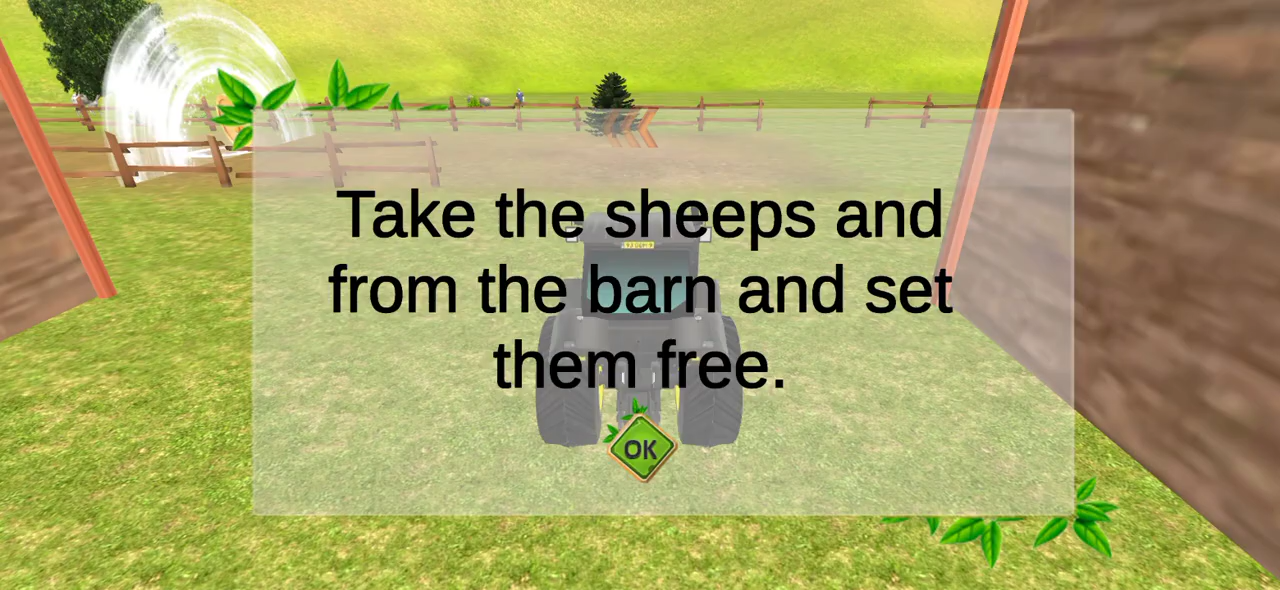 Take the sheeps and
from the barn and set
them free.
OK